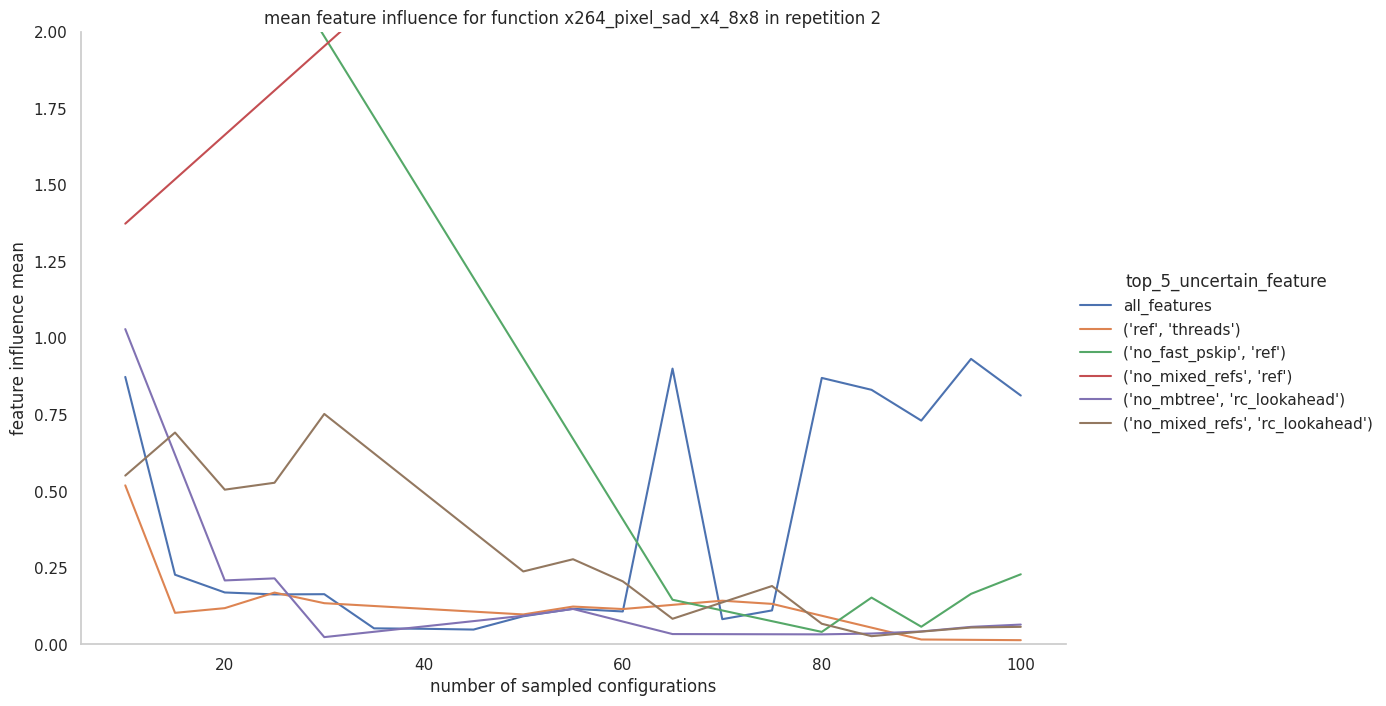 mean feature influence for function x264_pixel_sad_x4_8x8 in repetition 2
2.00
1.75
1.50
1.25
1.00
0.75
0.50
0.25
0.00
feature influence mean
20
40
60
80
100
number of sampled configurations
top_5_uncertain_feature
all_features
('ref', 'threads')
('no_fast_pskip', 'ref')
('no_mixed_refs', 'ref')
('no_mbtree', 'rc_lookahead')
('no_mixed_refs', 'rc_lookahead')